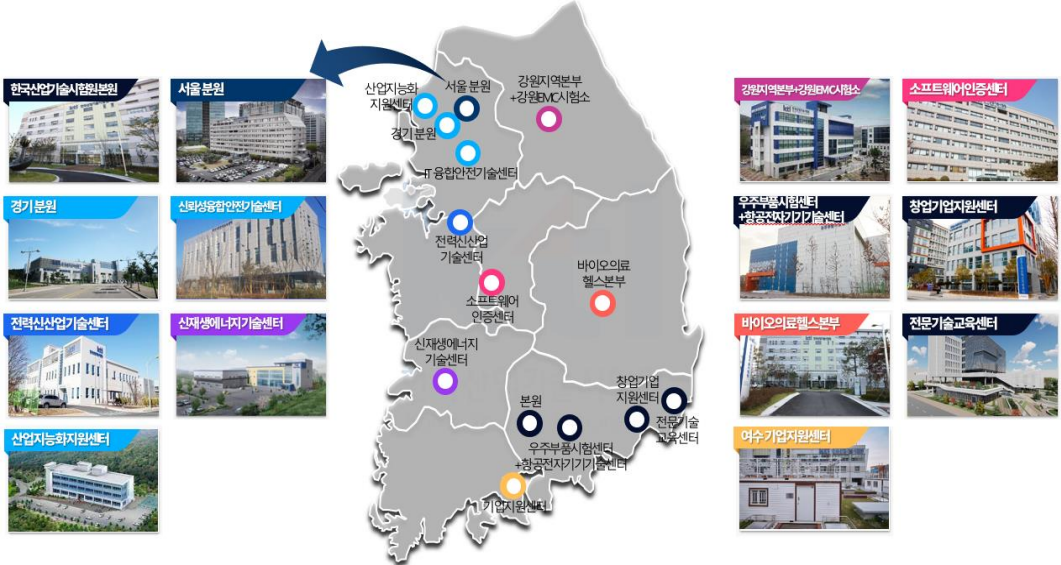 한국산업기술시험원본원
서울 분원
경기 분원
신뢰성융합안전기술센터
전력신산업기술센터
신재생에너지기술센터
산업지능화지원센터
산업지능화
지원센터
서울 분원
강원지역본부
+강원EMC시험소
경기 분원
IT융합안전기술센터
전력신산업
기술센터
바이오의료
헬스본부
소프트웨어
인증센터
신재생에너지
기술센터
창업기업
지원센터
본원
전문기술
교육센터
우주부품시험센터
+항공전자기기기술센터
기업지원센터
강원지역본부+강원EMC시험소
소프트웨어인증센터
우주부품시험센터
+항공전자기기기술센터
창업기업지원센터
바이오의료헬스본부
전문기술교육센터
여수 기업지원센터